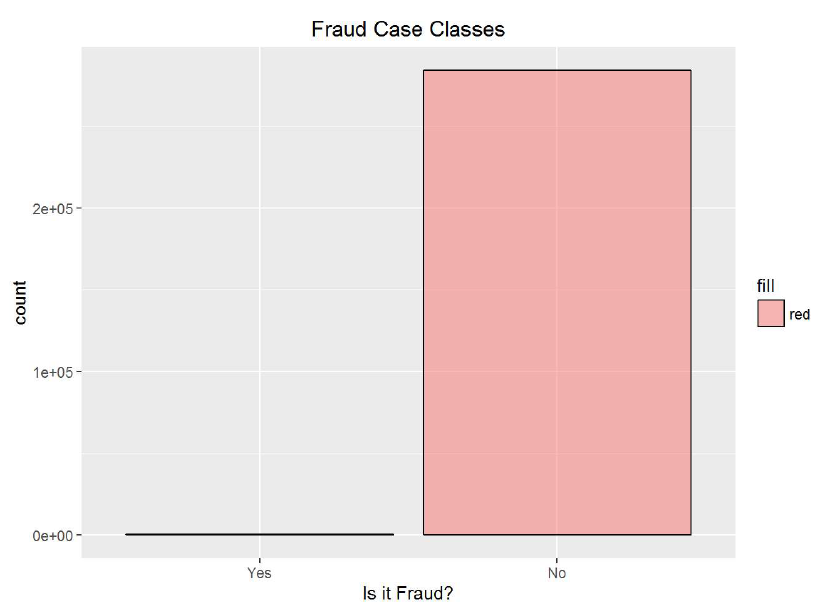 Fraud Case Classes
count
2e+05
1e+05
0e+00
Yes
No
Is it Fraud?
fill
red